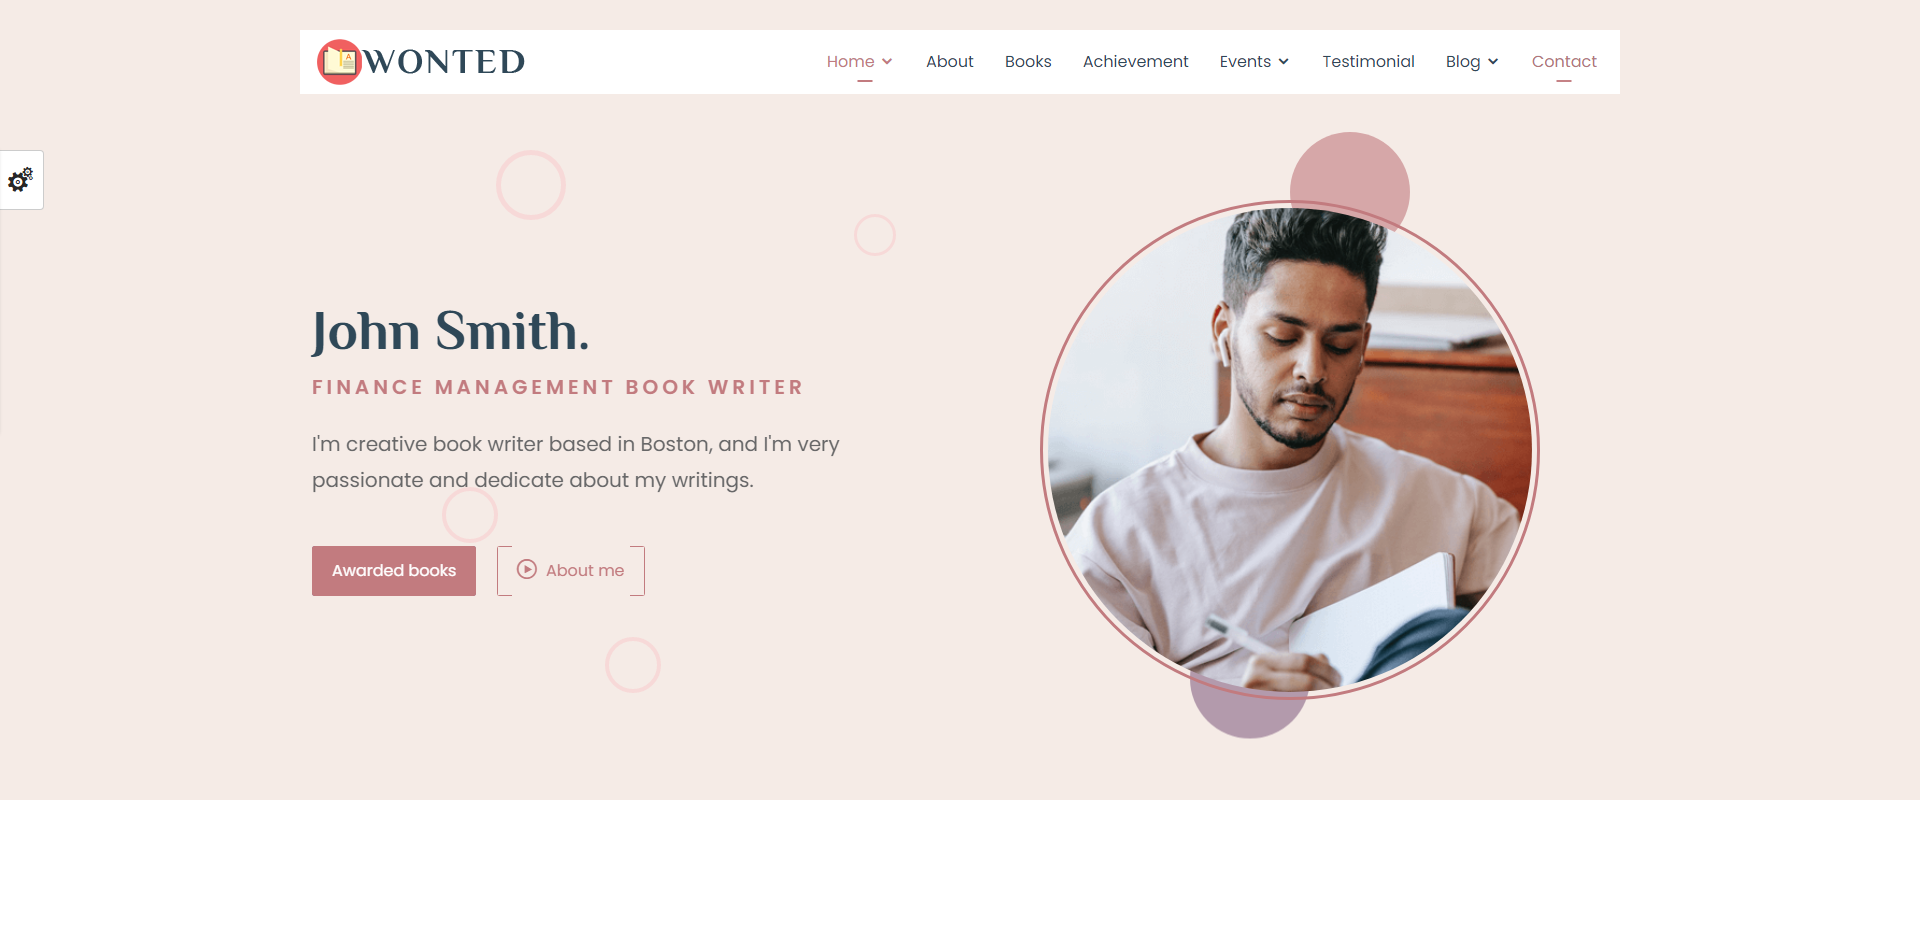 WONTED
Home About Books Achievement Events Testimonial Blog Contact
John Smith.
FINANCE MANAGEMENT BOOK WRITER
I'm creative book writer based in Boston, and I'm very
passionate and dedicate about my writings.
Awarded books About me